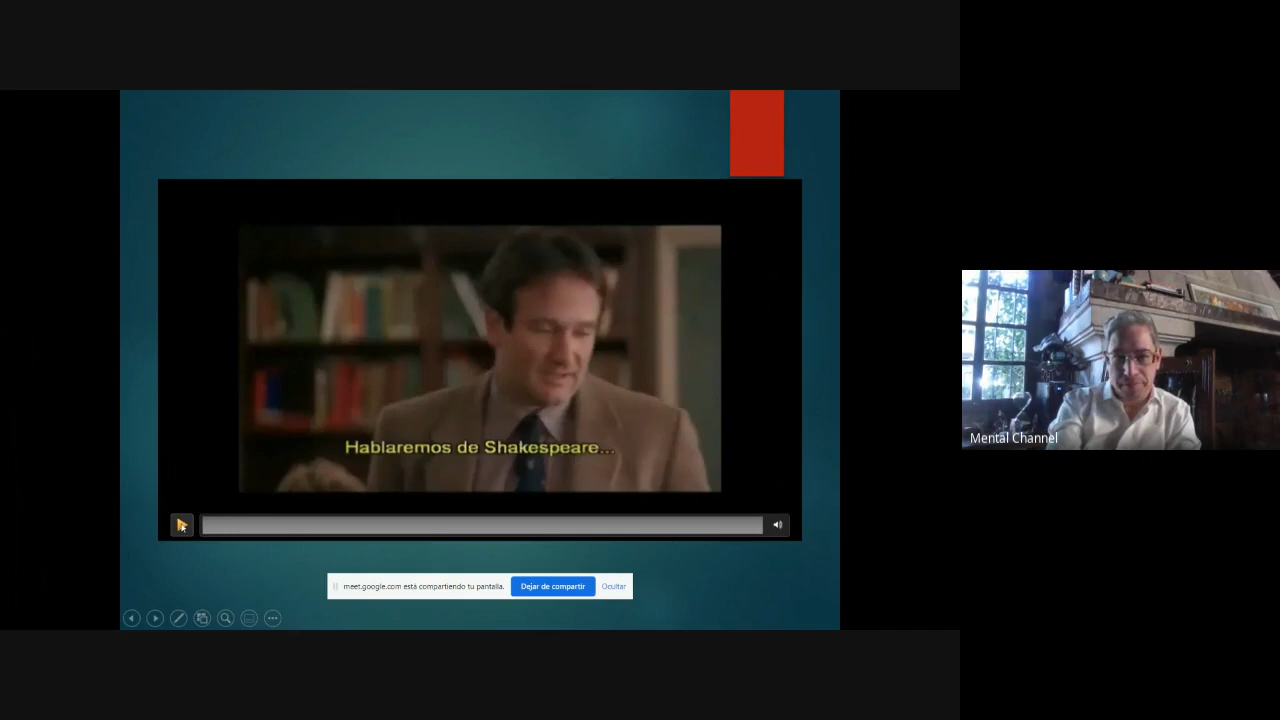 Hablaremos de Shakespeare...
meet.google.com está compartiendo tu pantalla.
Dejar de compartir
Ocultar
Mental Channel